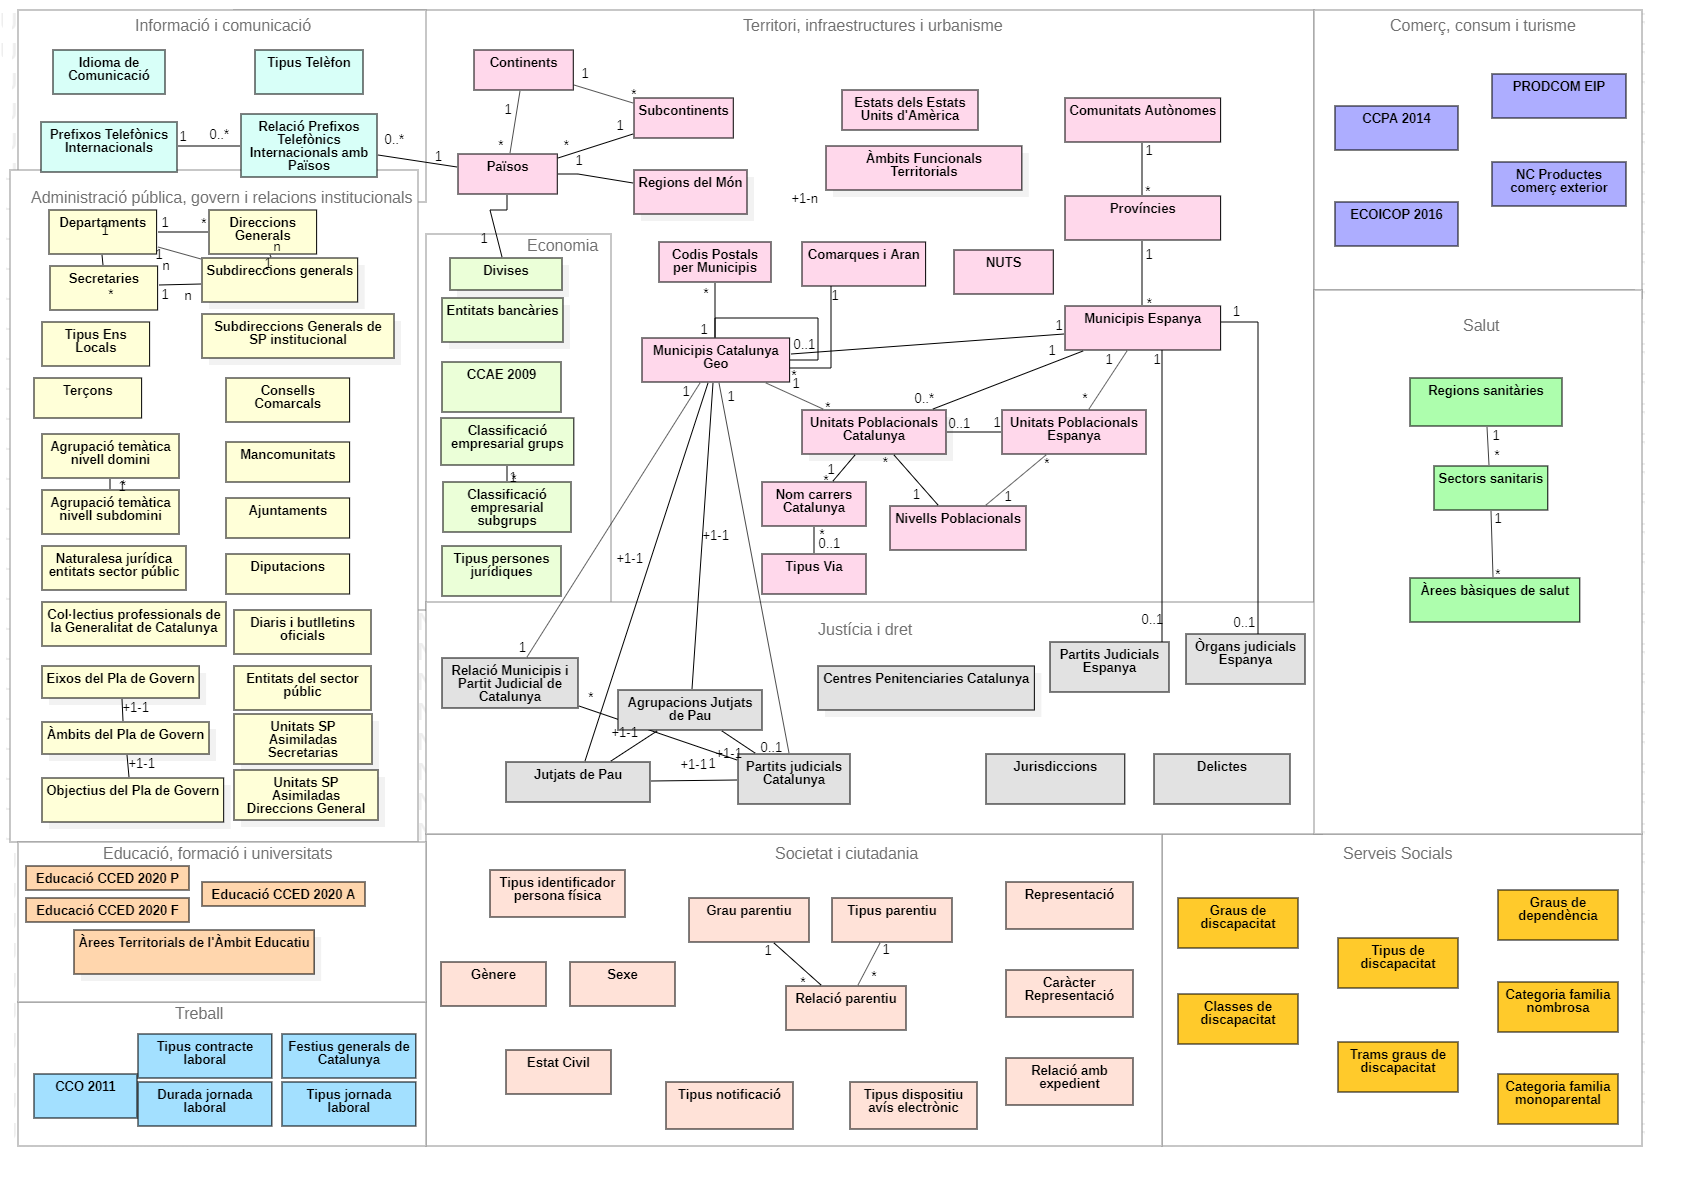 Informació i comunicació
Idioma de
Comunicació
Tipus Telèfon
Prefixos Telefònics
Internacionals
1
0..*
Relació Prefixos
Telefònics
Internacionals amb
Països
0..*
1
Territori, infraestructures i urbanisme
Continents
1
*
1
*
Subcontinents
1
*
Països
1
Regions del Món
1
Estats dels Estats
Units d'Amèrica
Àmbits Funcionals
Territorials
+1-n
Comunitats Autònomes
1
*
Províncies
1
*
Codis Postals
per Municipis
*
1
Comarques i Aran
1
*
NUTS
Municipis Espanya
1
1
1
1
1
Municipis Catalunya
Geo
0..1
1
*
1
1
0..*
*
Unitats Poblacionals
Catalunya
0..1
1
Unitats Poblacionals
Espanya
1
*
*
1
*
1
Nom carrers
Catalunya
*
0..1
Tipus Via
Nivells Poblacionals
+1-1
+1-1
Comerç, consum i turisme
PRODCOM EIP
CCPA 2014
NC Productes
comerç exterior
ECOICOP 2016
Administració pública, govern i relacions institucionals
Departaments
1
1
*
Direccions
Generals
n
1
1
n
Secretaries
*
1
n
Subdireccions generals
Tipus Ens
Locals
Subdireccions Generals de
SP institucional
Terçons
Consells
Comarcals
Agrupació temàtica
nivell domini
1
*
Agrupació temàtica
nivell subdomini
Mancomunitats
Ajuntaments
Naturalesa jurídica
entitats sector públic
Diputacions
Col·lectius professionals de
la Generalitat de Catalunya
Diaris i butlletins
oficials
Eixos del Pla de Govern
+1-1
Entitats del sector
públic
Àmbits del Pla de Govern
+1-1
Unitats SP
Asimiladas
Secretarias
Objectius del Pla de Govern
Unitats SP
Asimiladas
Direccions General
Economia
Divises
Entitats bancàries
CCAE 2009
Classificació
empresarial grups
1
*
Classificació
empresarial
subgrups
Tipus persones
jurídiques
Salut
Regions sanitàries
1
*
Sectors sanitaris
1
*
Àrees bàsiques de salut
Justícia i dret
0..1
0..1
Partits Judicials
Espanya
Òrgans judicials
Espanya
1
Relació Municipis i
Partit Judicial de
Catalunya
*
Centres Penitenciaries Catalunya
Agrupacions Jutjats
de Pau
+1-1
+1-1
0..1
+1-1
1
Jutjats de Pau
Partits judicials
Catalunya
Jurisdiccions
Delictes
Educació, formació i universitats
Educació CCED 2020 P
Educació CCED 2020 A
Educació CCED 2020 F
Àrees Territorials de l'Àmbit Educatiu
Treball
Tipus contracte
laboral
Festius generals de
Catalunya
CCO 2011
Durada jornada
laboral
Tipus jornada
laboral
Societat i ciutadania
Tipus identificador
persona física
Grau parentiu
Tipus parentiu
Representació
1
*
1
*
Gènere
Sexe
Relació parentiu
Caràcter
Representació
Estat Civil
Relació amb
expedient
Tipus notificació
Tipus dispositiu
avís electrònic
Serveis Socials
Graus de
discapacitat
Graus de
dependència
Tipus de
discapacitat
Classes de
discapacitat
Categoria familia
nombrosa
Trams graus de
discapacitat
Categoria familia
monoparental